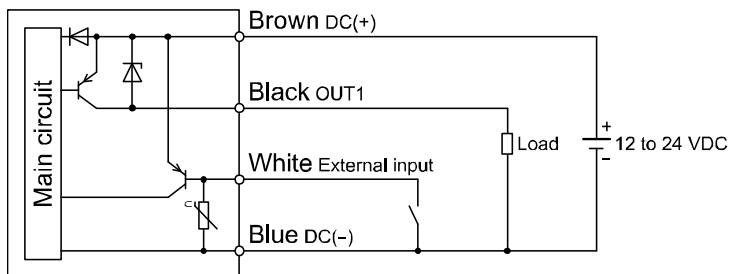 Brown DC(+)
Main circuit
Black OUT1
Load
+
−
12 to 24 VDC
White External input
Blue DC(−)